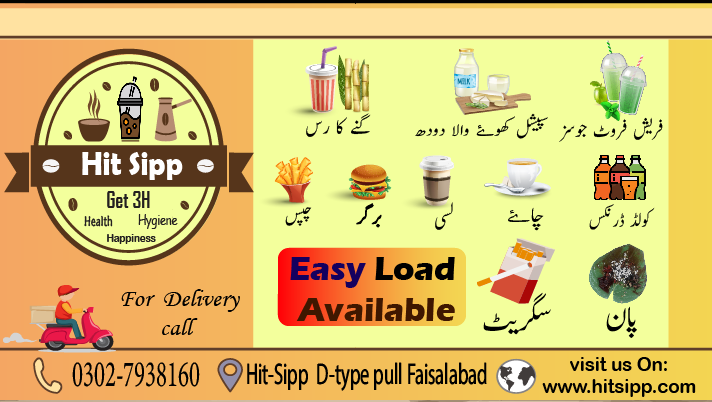 Hit Sipp
Get 3H
Health Hygiene
Happiness
For Delivery
call
گنے کا رس
سپیشل کھوئے والا دودھ
فریش فروٹ جوسز
MILK
چپس
برگر
لسی
چائے
کولڈ ڈرنکس
Easy Load
Available
سگریٹ
پان
0302-7938160
Hit-Sipp D-type pull Faisalabad
visit us On:
www.hitsipp.com